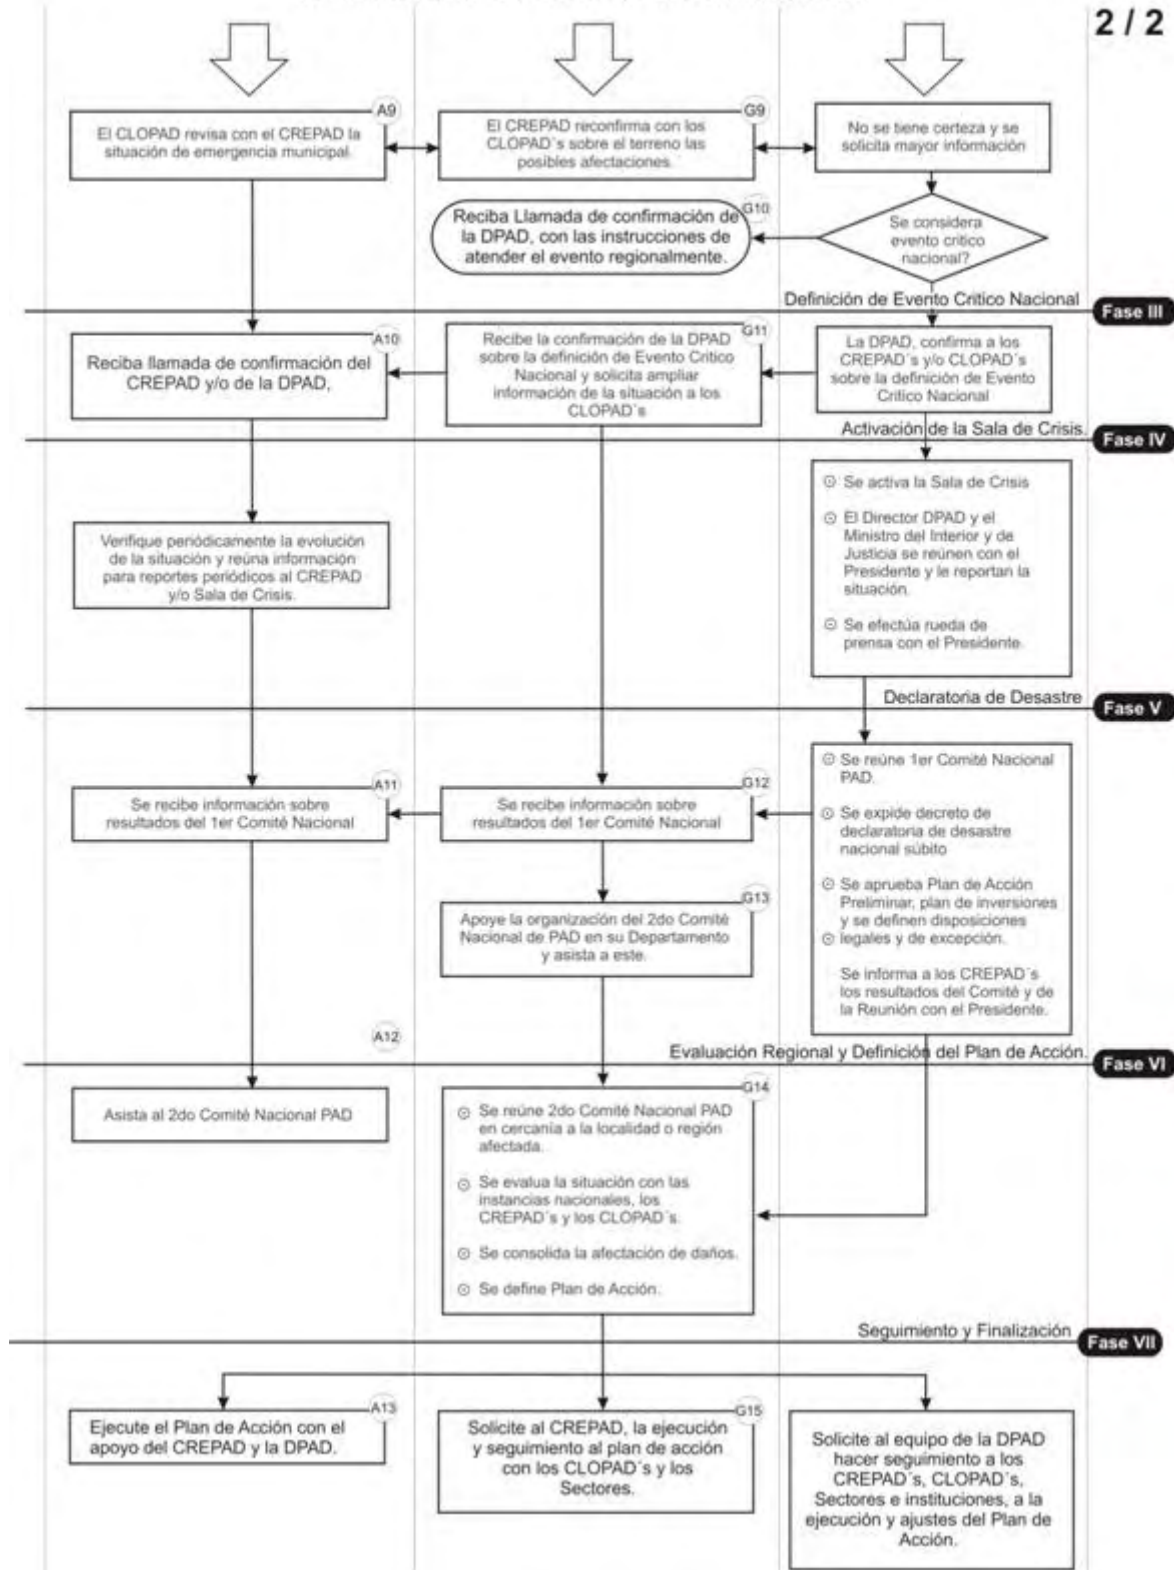 2 / 2
A9
El CLOPAD revisa con el CREPAD la
situación de emergencia municipal.
G9
El CREPAD reconfirma con los
CLOPAD´s sobre el terreno las
posibles afectaciones.
No se tiene certeza y se
solicita mayor información
G10
Reciba Llamada de confirmación de
la DPAD, con las instrucciones de
atender el evento regionalmente.
Se considera
evento critico
nacional?
Definición de Evento Critico Nacional
Fase III
A10
Reciba llamada de confirmación del
CREPAD y/o de la DPAD,
G11
Recibe la confirmación de la DPAD
sobre la definición de Evento Critico
Nacional y solicita ampliar
información de la situación a los
CLOPAD´s
La DPAD, confirma a los
CREPAD´s y/o CLOPAD´s
sobre la definición de Evento
Critico Nacional
Activación de la Sala de Crisis.
Fase IV
Verifique periódicamente la evolución
de la situación y reúna información
para reportes periódicos al CREPAD
y/o Sala de Crisis.
Se activa la Sala de Crisis
El Director DPAD y el
Ministro del Interior y de
Justicia se reúnen con el
Presidente y le reportan la
situación.
Se efectúa rueda de
prensa con el Presidente.
Declaratoria de Desastre
Fase V
A11
Se recibe información sobre
resultados del 1er Comité Nacional
G12
Se recibe información sobre
resultados del 1er Comité Nacional
Se reúne 1er Comité Nacional
PAD.
Se expide decreto de
declaratoria de desastre
nacional súbito
Se aprueba Plan de Acción
Preliminar, plan de inversiones
y se definen disposiciones
legales y de excepción.
Se informa a los CREPAD´s
los resultados del Comité y de
la Reunión con el Presidente.
G13
Apoye la organización del 2do Comité
Nacional de PAD en su Departamento
y asista a este.
A12
Evaluación Regional y Definición del Plan de Acción.
Fase VI
Asista al 2do Comité Nacional PAD
G14
Se reúne 2do Comité Nacional PAD
en cercanía a la localidad o región
afectada.
Se evalua la situación con las
instancias nacionales, los
CREPAD´s y los CLOPAD´s.
Se consolida la afectación de daños.
Se define Plan de Acción.
Seguimiento y Finalización
Fase VII
A13
Ejecute el Plan de Acción con el
apoyo del CREPAD y la DPAD.
G15
Solicite al CREPAD, la ejecución
y seguimiento al plan de acción
con los CLOPAD´s y los
Sectores.
Solicite al equipo de la DPAD
hacer seguimiento a los
CREPAD´s, CLOPAD´s,
Sectores e instituciones, a la
ejecución y ajustes del Plan de
Acción.